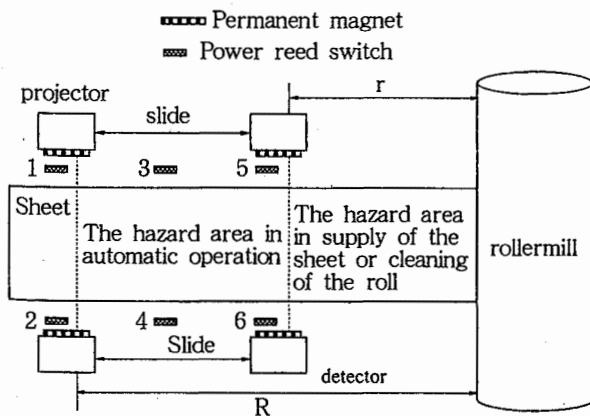 Permanent magnet
Power reed switch
projector
slide
r
1
3
5
Sheet
The hazard area in
automatic operation
The hazard area
in supply of the
sheet or cleaning
of the roll
rollermill
2
4
6
Slide
detector
R